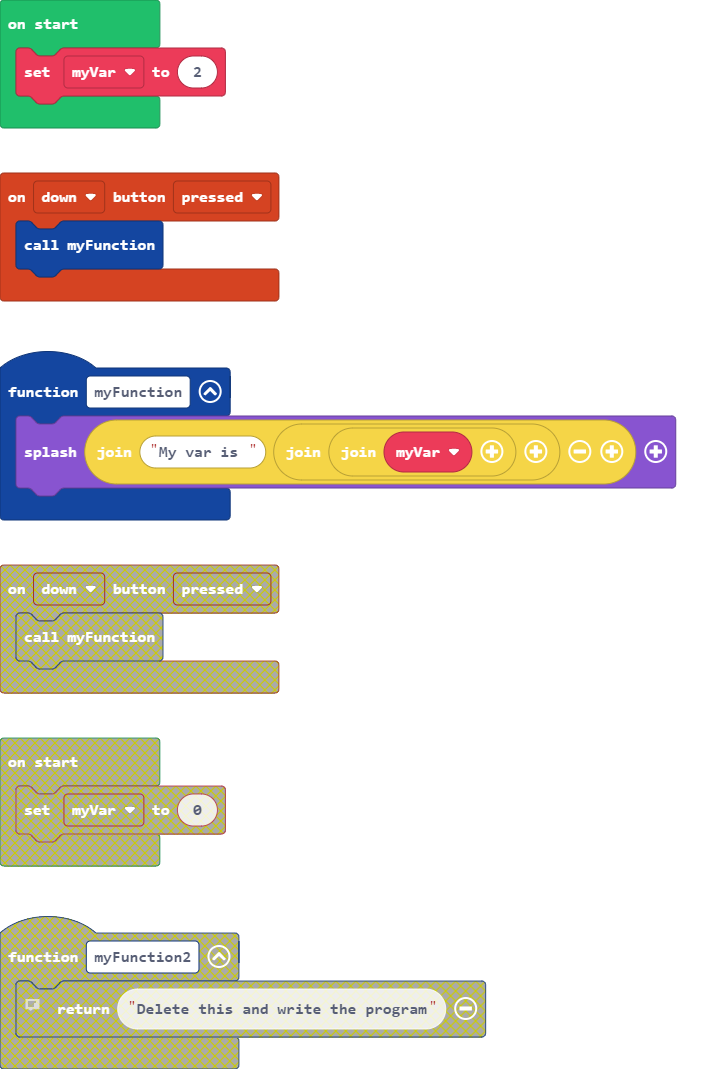 on start
set myVar to 2
on down button pressed
call myFunction
function myFunction
splash join "My var is " join join myVar
on down button pressed
call myFunction
on start
set myVar to 0
function myFunction2
return "Delete this and write the program"